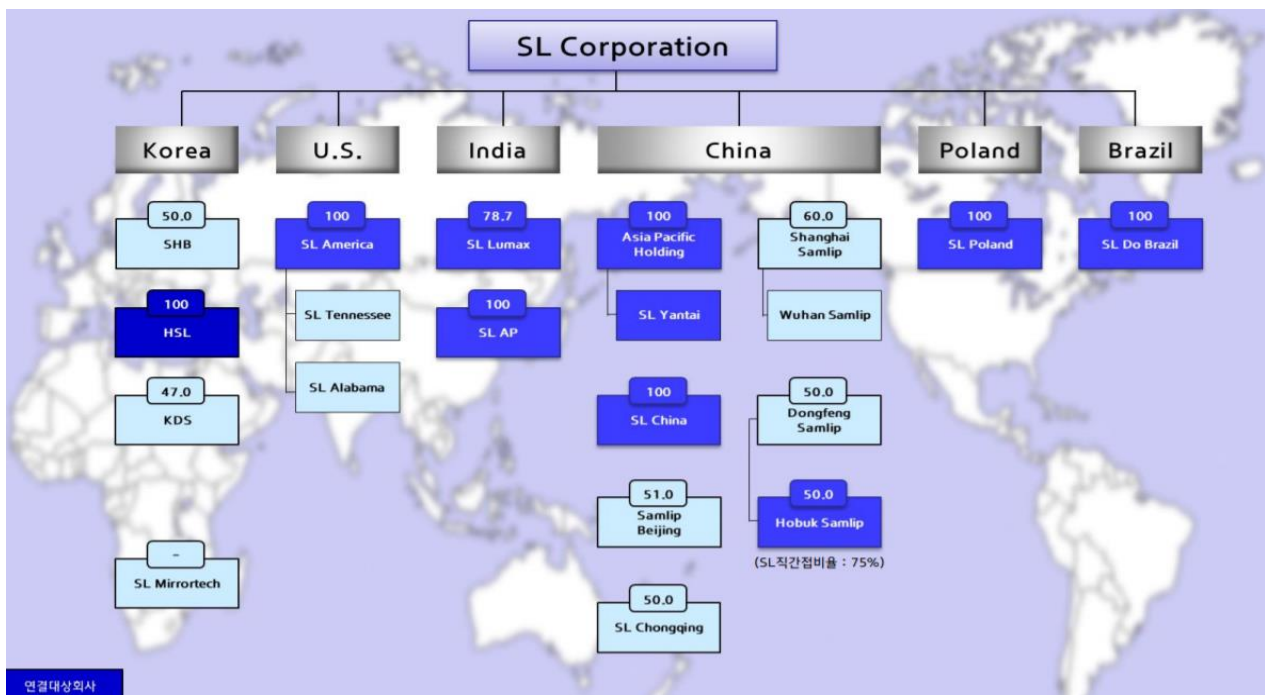 SL Corporation
Korea
U.S.
India
China
Poland
Brazil
50.0
SHB
100
HSL
47.0
KDS
-
SL Mirrortech
100
SL America
SL Tennessee
SL Alabama
78.7
SL Lumax
100
SL AP
100
Asia Pacific
Holding
SL Yantai
100
SL China
51.0
Samlip
Beijing
50.0
SL Chongqing
60.0
Shanghai
Samlip
Wuhan Samlip
50.0
Dongfeng
Samlip
50.0
Hobuk Samlip
(SL직간접비율 : 75%)
100
SL Poland
100
SL Do Brazil
연결대상회사